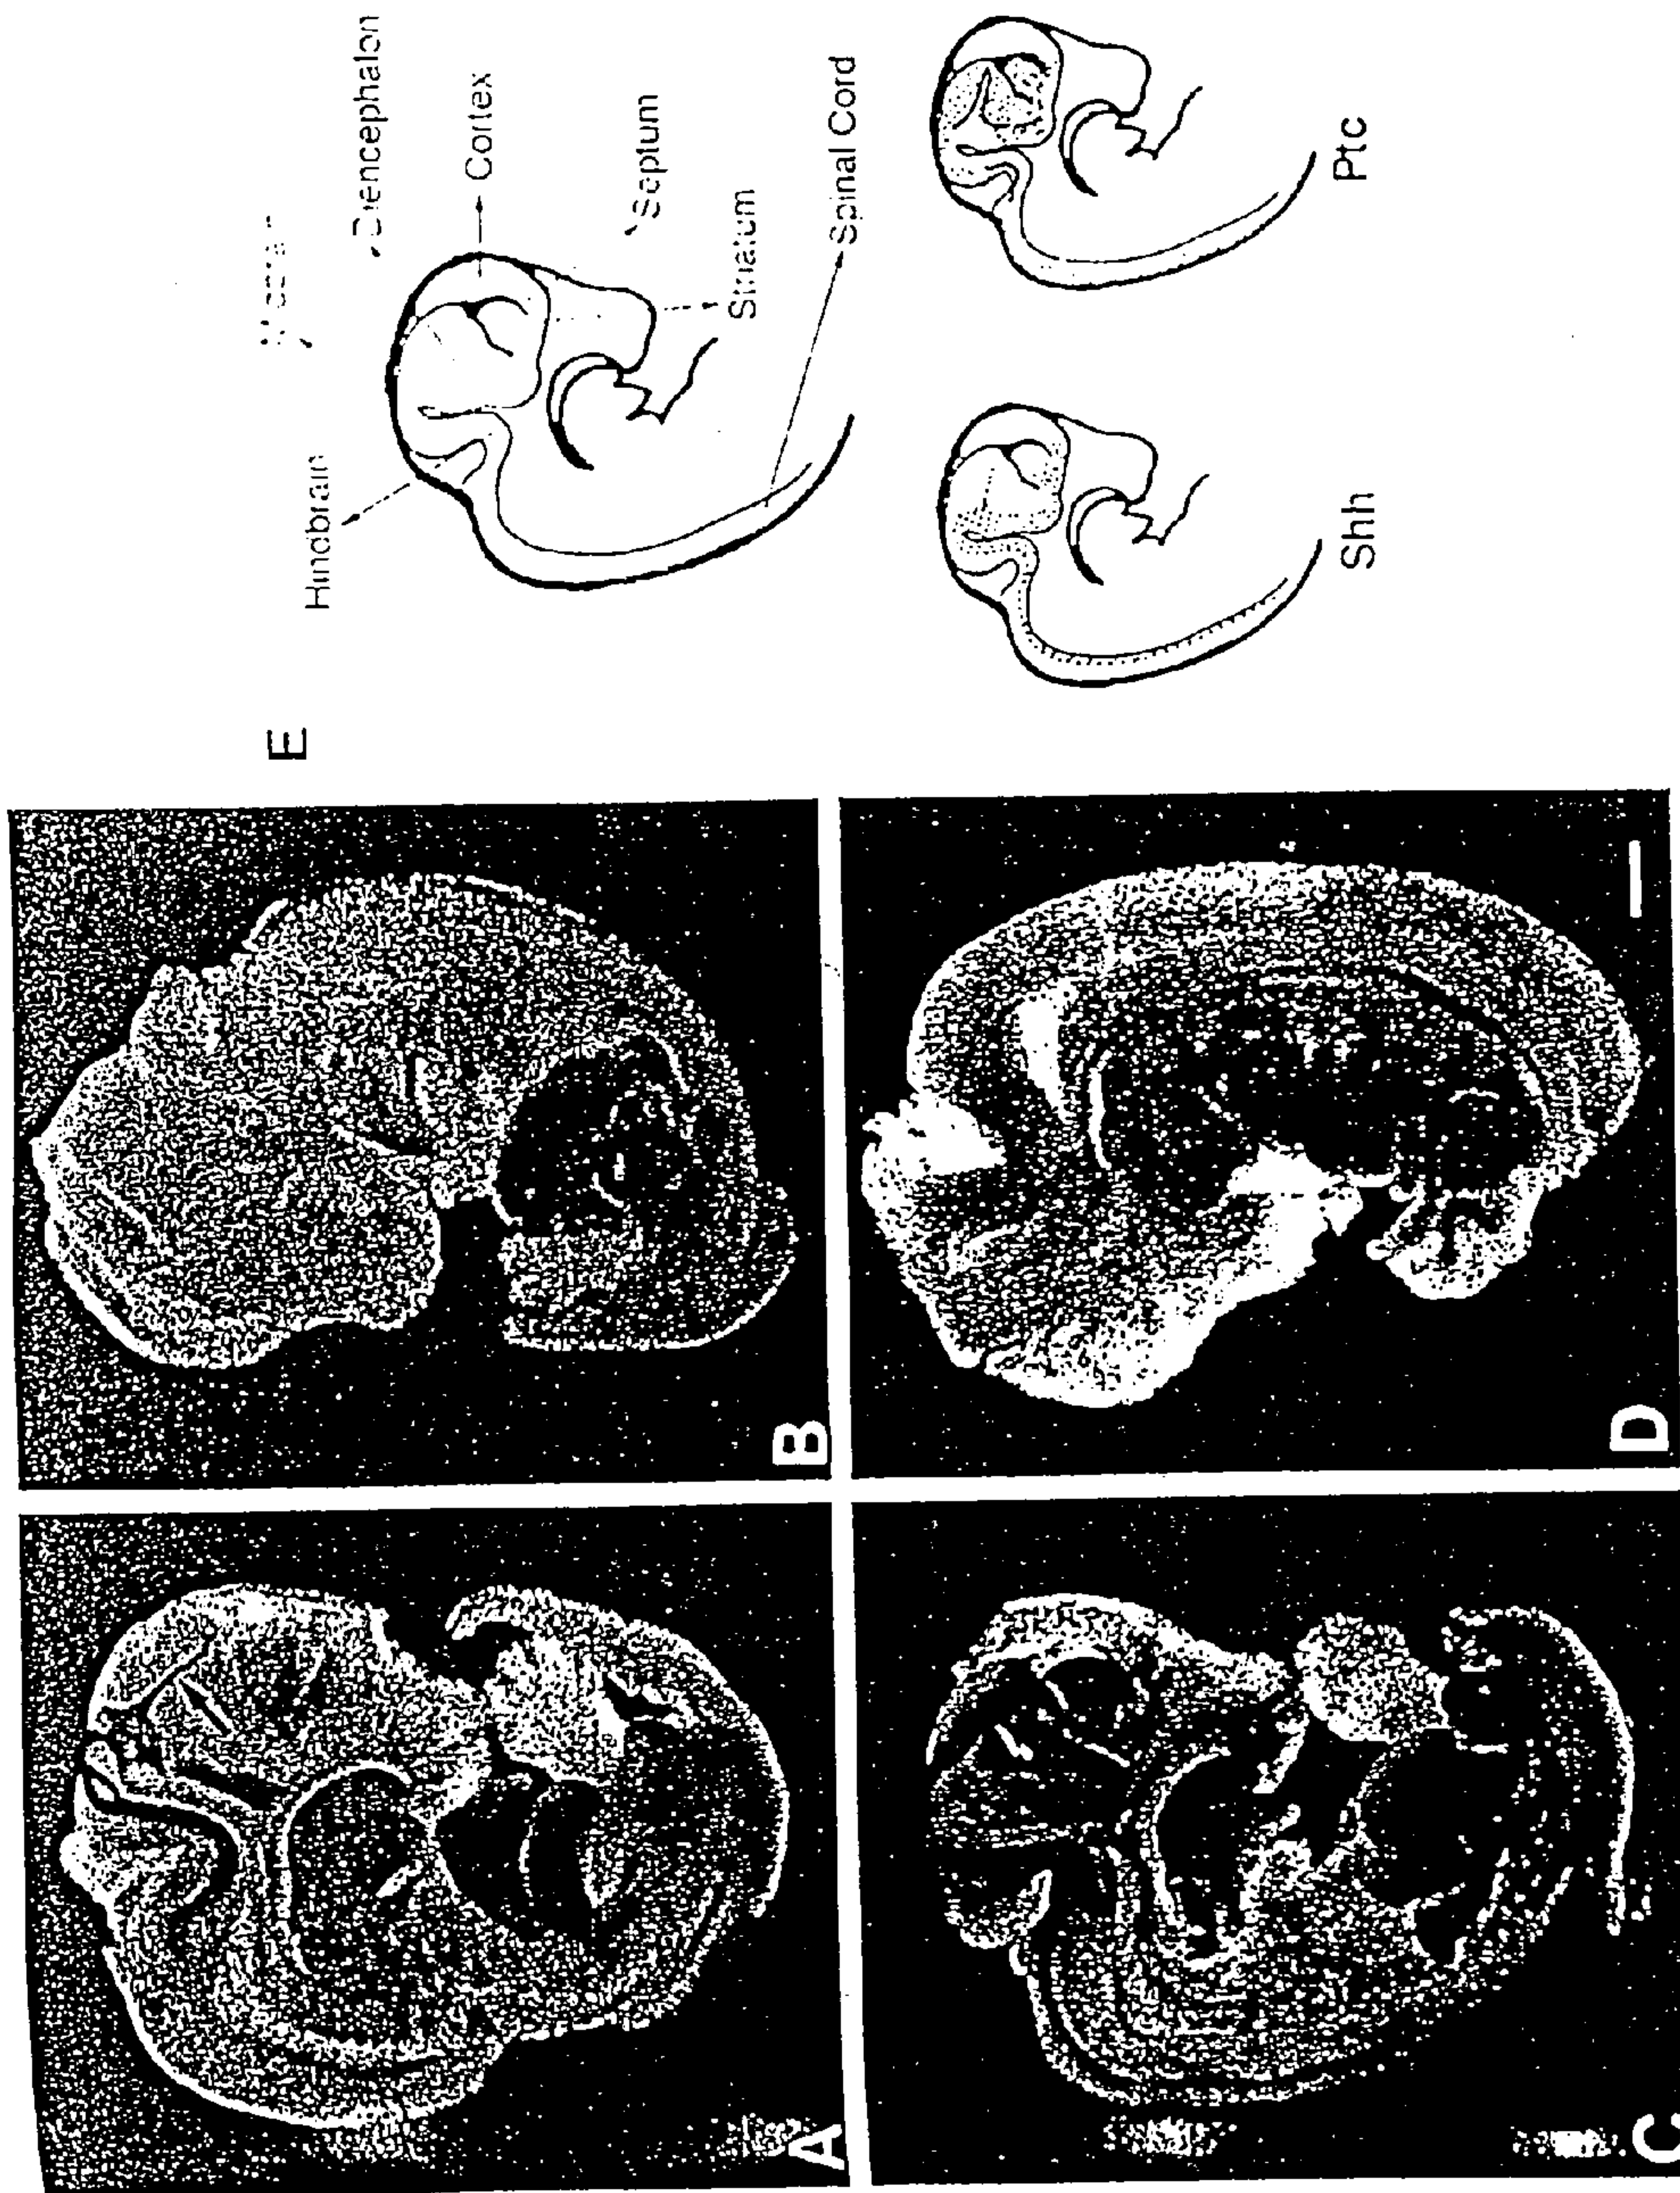 A
B
C
D
E
Hindbrain
Diencephalon
Cortex
Septum
Striatum
Spinal Cord
Shh
Ptc